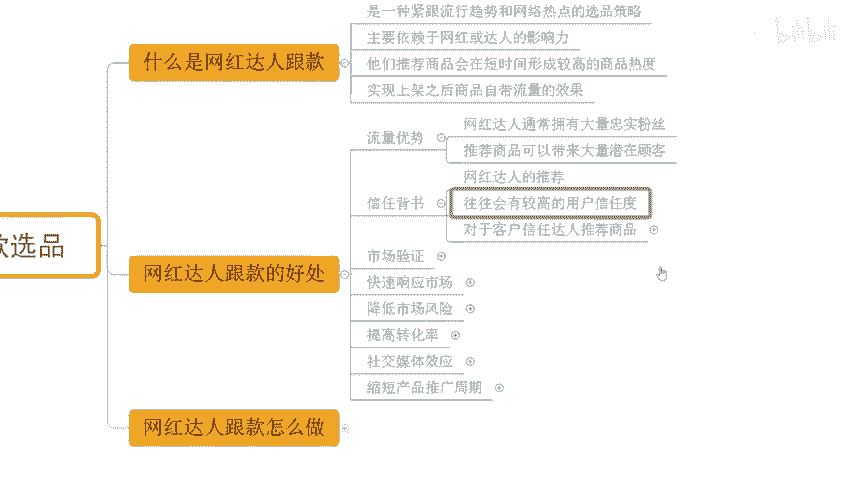 是一种紧跟流行趋势和网络热点的选品策略
主要依赖于网红或达人的影响力
什么是网红达人跟款
他们推荐商品会在短时间形成较高的商品热度
实现上架之后商品自带流量的效果
网红达人通常拥有大量忠实粉丝
流量优势
推荐商品可以带来大量潜在顾客
网红达人的推荐
信任背书
往往会有较高的用户信任度
对于客户信任达人推荐商品
款选品
网红达人跟款的好处
市场验证
快速响应市场
降低市场风险
提高转化率
社交媒体效应
缩短产品推广周期
网红达人跟款怎么做
bilibili